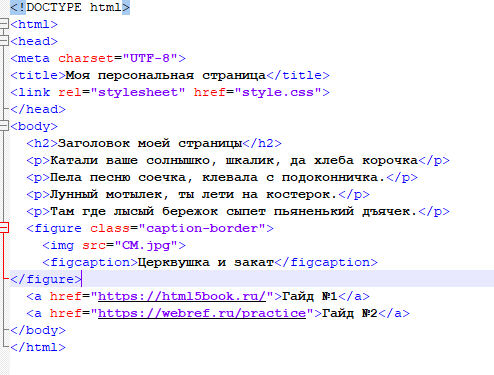 <!DOCTYPE html>
<html>
<head>
<meta charset="UTF-8">
<title>Моя персональная страница</title>
<link rel="stylesheet" href="style.css">
</head>
<body>
<h2>Заголовок моей страницы</h2>
<p>Катали ваше солнышко, шкалик, да хлеба корочка</p>
<p>Пела песню соечка, клевала с подоконничка.</p>
<p>Лунный мотылек, ты лети на костерок.</p>
<p>Там где лысый бережок сыпет пьяненький дъячек.</p>
<figure class="caption-border">
<img src="CM.jpg">
<figcaption>Церквушка и закат</figcaption>
</figure>
<a href="https://html5book.ru/">Гайд №1</a>
<a href="https://webref.ru/practice">Гайд №2</a>
</body>
</html>